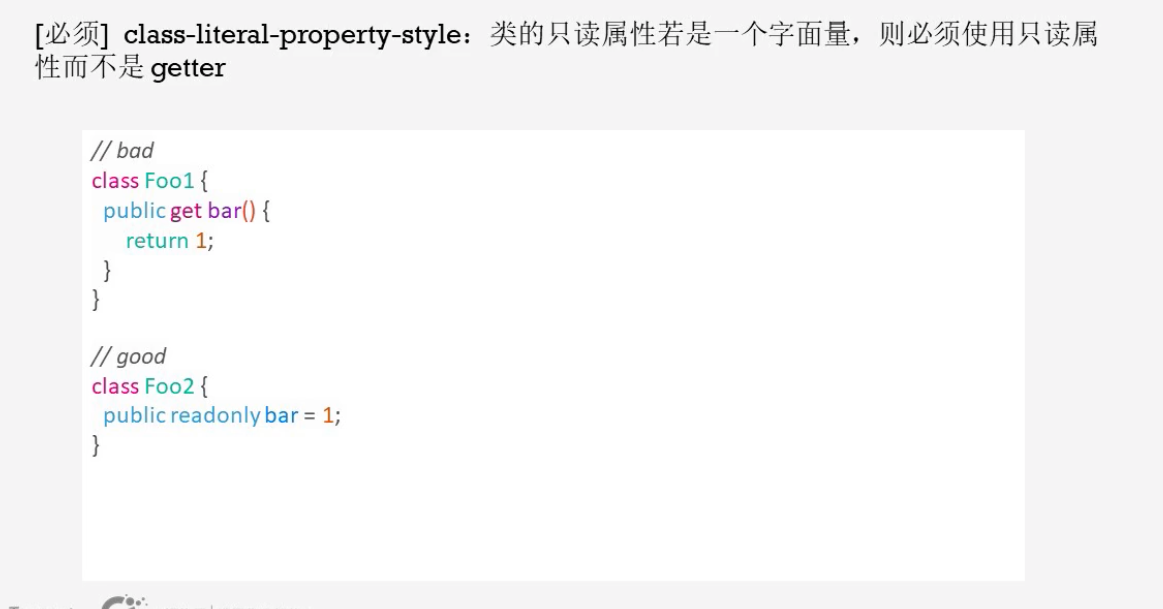 [必须] class-literal-property-style：类的只读属性若是一个字面量，则必须使用只读属
性而不是 getter
// bad
class Foo1 {
public get bar() {
return 1;
}
}
// good
class Foo2 {
public readonly bar = 1;
}